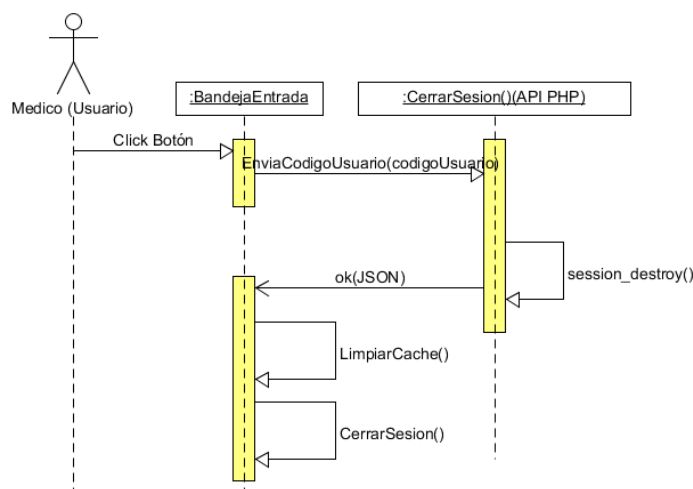 Medico (Usuario)
:BandejaEntrada
:CerrarSesion()(API PHP)
Click Botón
EnviaCodigoUsuario(codigoUsuario)
session_destroy()
ok(JSON)
LimpiarCache()
CerrarSesion()